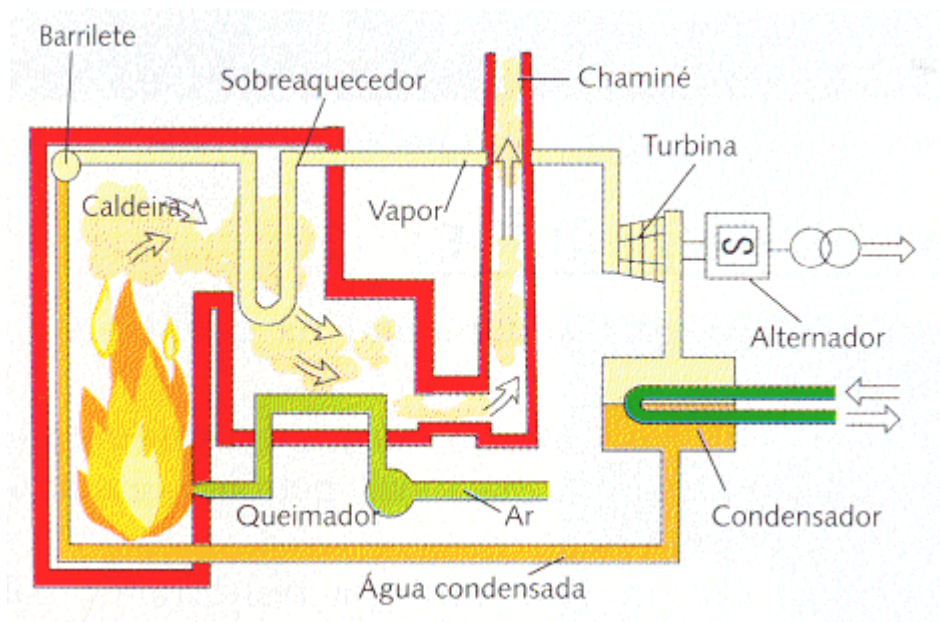 Barrilete
Sobreaquecedor
Chaminé
Turbina
Caldeira
Vapor
S
Alternador
Queimador
Ar
Condensador
Água condensada